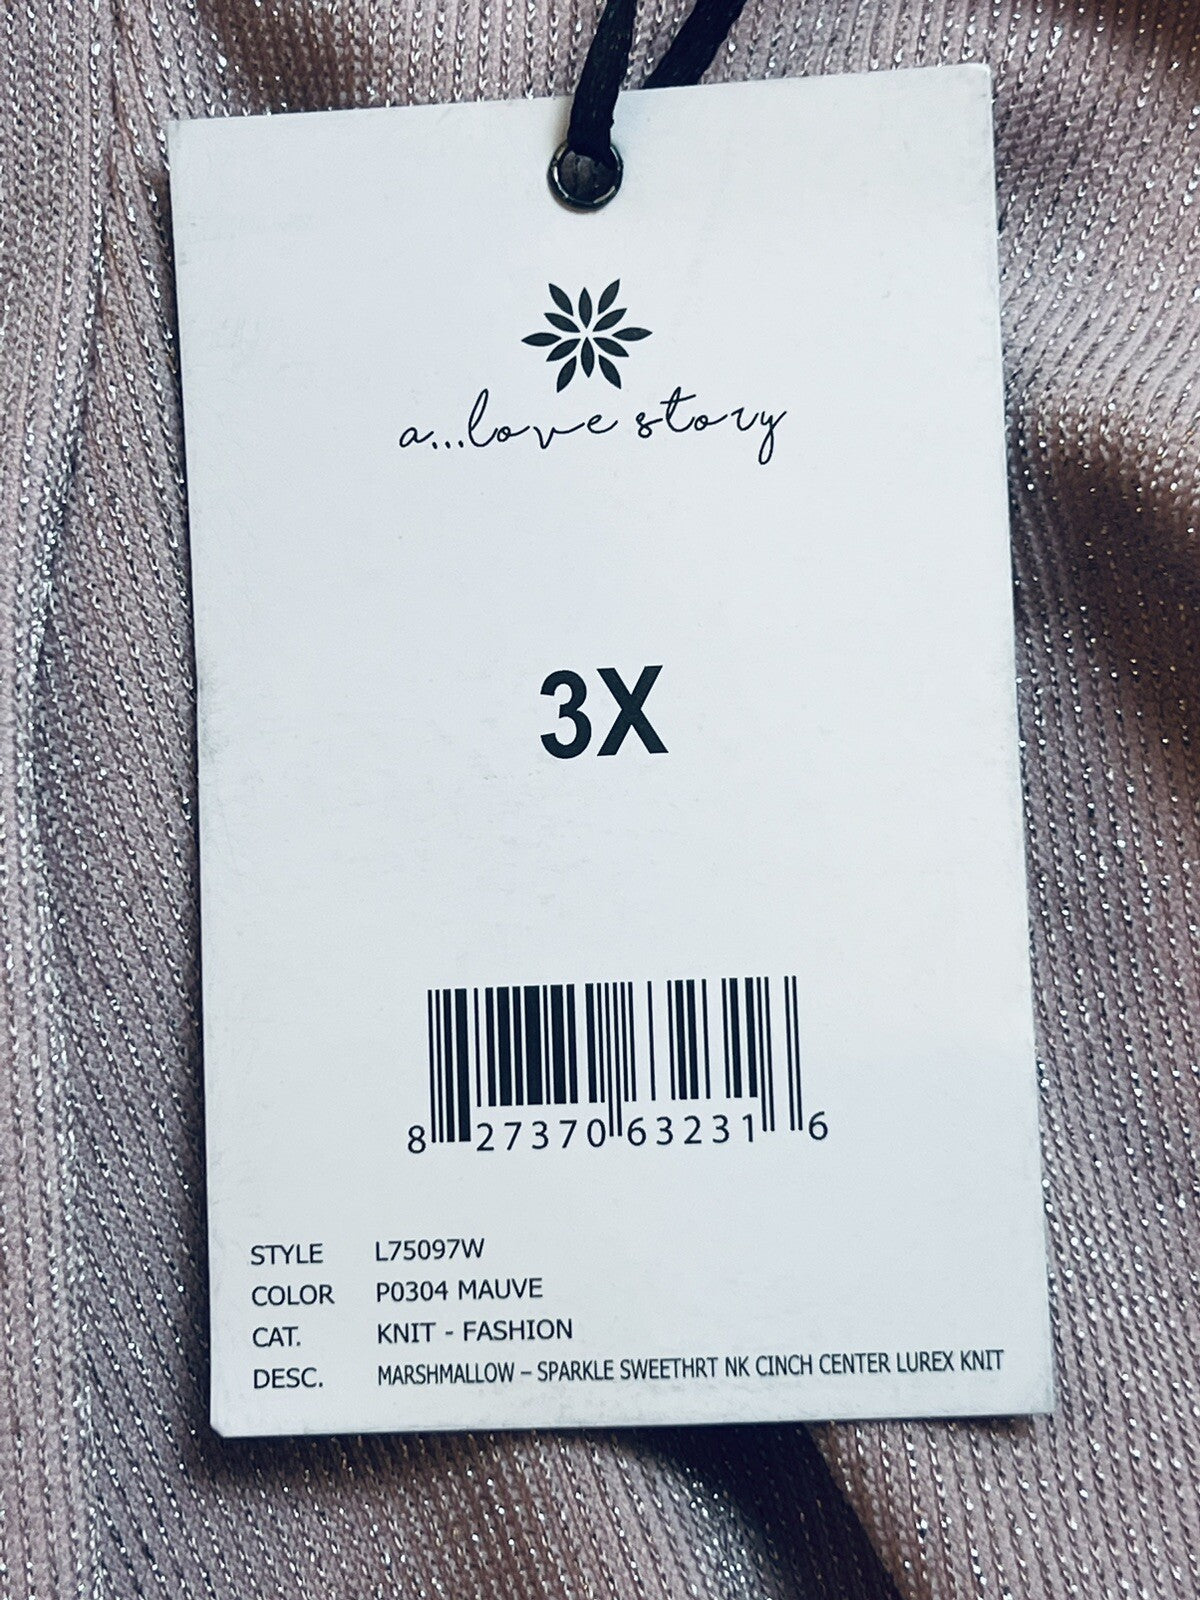 a...love story
3X
8 27370 63231 6
STYLE L75097W
COLOR P0304 MAUVE
CAT. KNIT - FASHION
DESC. MARSHMALLOW – SPARKLE SWEETHRT NK CINCH CENTER LUREX KNIT